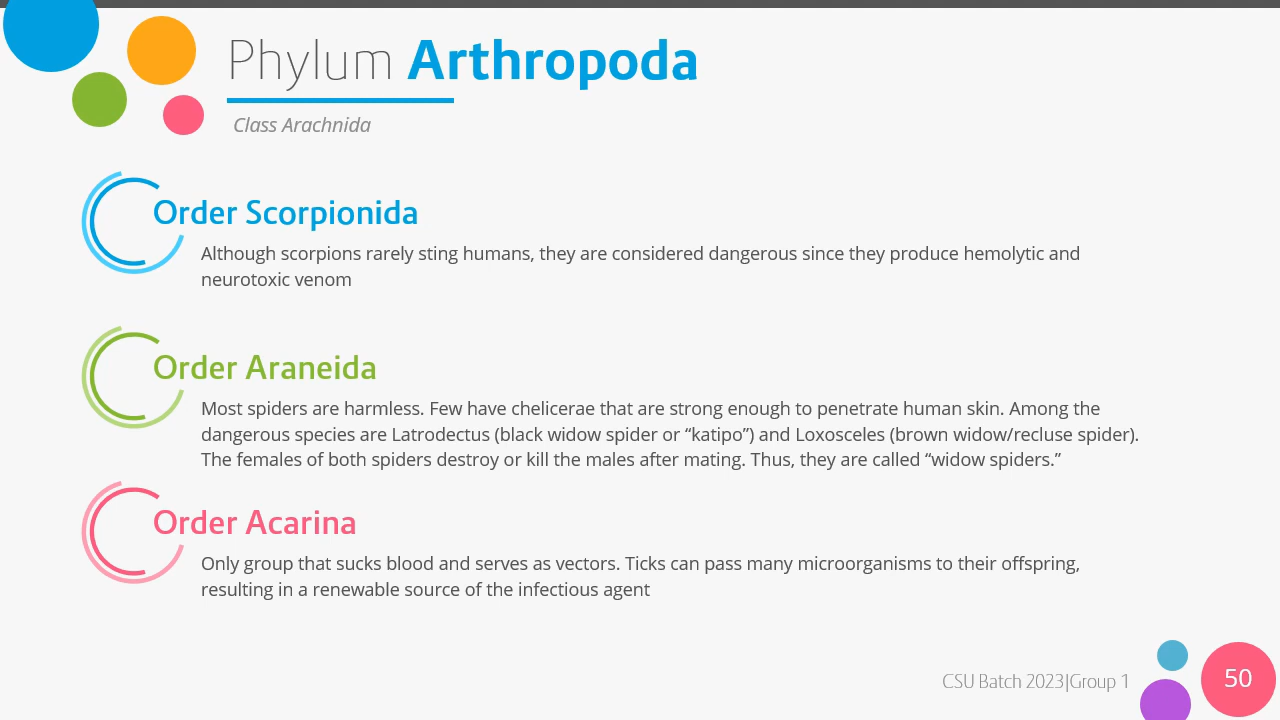 Phylum Arthropoda
Class Arachnida
Order Scorpionida
Although scorpions rarely sting humans, they are considered dangerous since they produce hemolytic and
neurotoxic venom
Order Araneida
Most spiders are harmless. Few have chelicerae that are strong enough to penetrate human skin. Among the
dangerous species are Latrodectus (black widow spider or “katipo”) and Loxosceles (brown widow/recluse spider).
The females of both spiders destroy or kill the males after mating. Thus, they are called “widow spiders.”
Order Acarina
Only group that sucks blood and serves as vectors. Ticks can pass many microorganisms to their offspring,
resulting in a renewable source of the infectious agent
CSU Batch 2023|Group 1
50